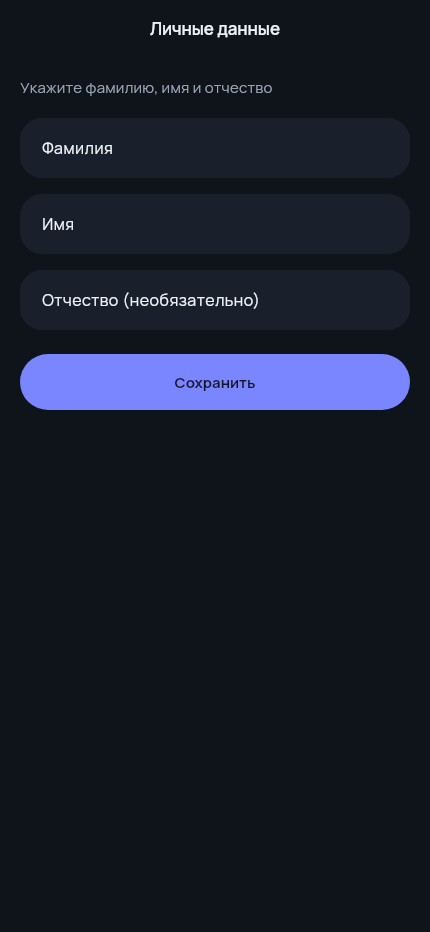 Личные данные
Укажите фамилию, имя и отчество
Фамилия
Имя
Отчество (необязательно)
Сохранить